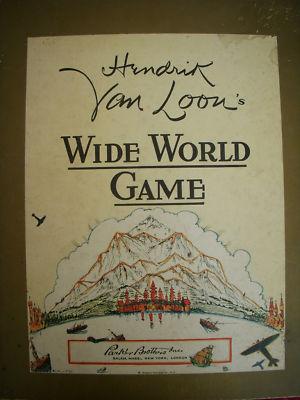 Hendrik
Van Loon's
WIDE WORLD
GAME
Parker Brothers Inc.
SALEM, MASS., NEW YORK, LONDON